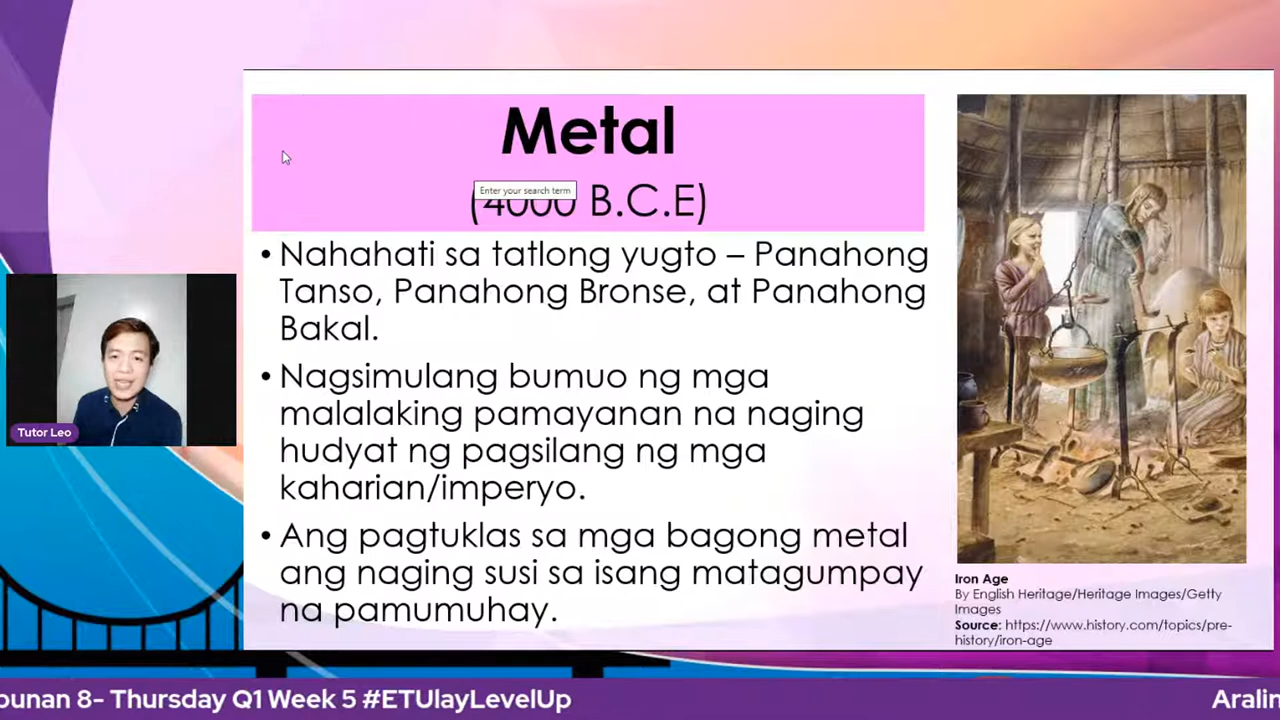 Metal
(4000 B.C.E)
Enter your search term
• Nahahati sa tatlong yugto – Panahong
Tanso, Panahong Bronse, at Panahong
Bakal.
• Nagsimulang bumuo ng mga
malalaking pamayanan na naging
hudyat ng pagsilang ng mga
kaharian/imperyo.
• Ang pagtuklas sa mga bagong metal
ang naging susi sa isang matagumpay
na pamumuhay.
Iron Age
By English Heritage/Heritage Images/Getty
Images
Source: https://www.history.com/topics/pre-
history/iron-age
Tutor Leo
ounan 8- Thursday Q1 Week 5 #ETUlayLevelUp
Aralin